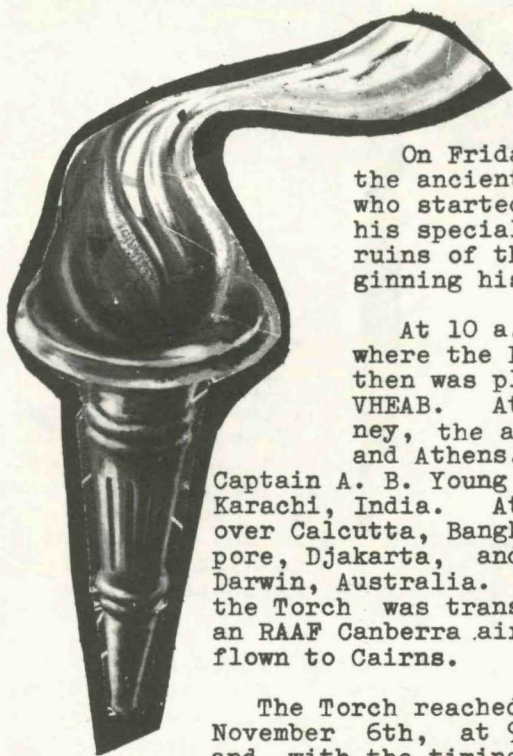 On Frida
the ancient
who started
his special
ruins of th
ginning his
At 10 a.
where the I
then was pl
VHEAB. At
ney, the a
and Athens.
Captain A. B. Young
Karachi, India. At
over Calcutta, Bangk
pore, Djakarta, and
Darwin, Australia.
the Torch was trans
an RAAF Canberra air
flown to Cairns.
The Torch reached
November 6th, at 9
and with the timing